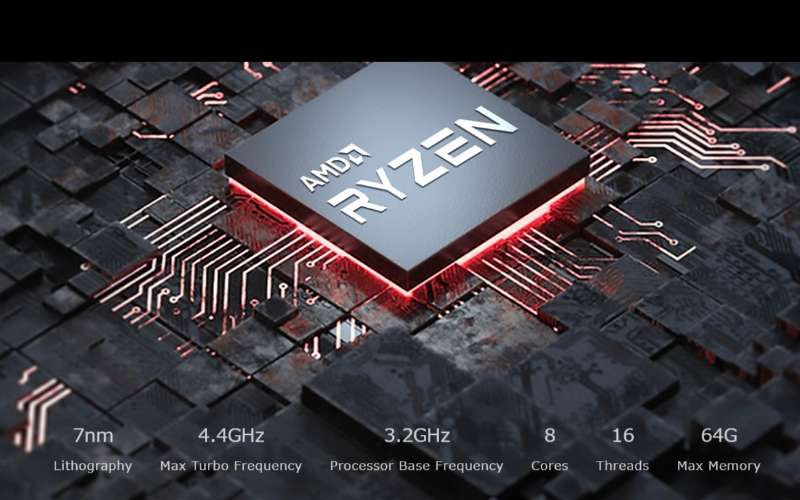 AMD
RYZEN
7nm 4.4GHz 3.2GHz 8 16 64G
Lithography Max Turbo Frequency Processor Base Frequency Cores Threads Max Memory